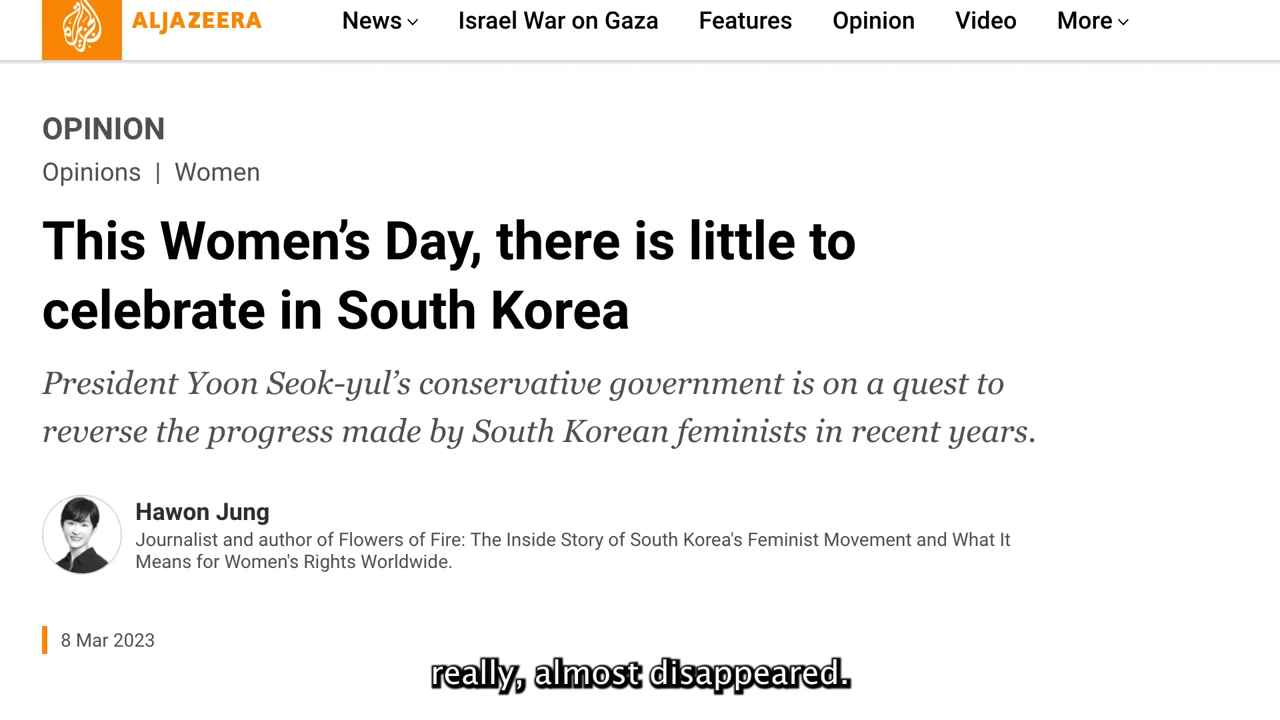 ALJAZEERA
News Israel War on Gaza Features Opinion Video More
OPINION
Opinions | Women
This Women’s Day, there is little to
celebrate in South Korea
President Yoon Seok-yul’s conservative government is on a quest to
reverse the progress made by South Korean feminists in recent years.
Hawon Jung
Journalist and author of Flowers of Fire: The Inside Story of South Korea's Feminist Movement and What It
Means for Women's Rights Worldwide.
8 Mar 2023
really, almost disappeared.